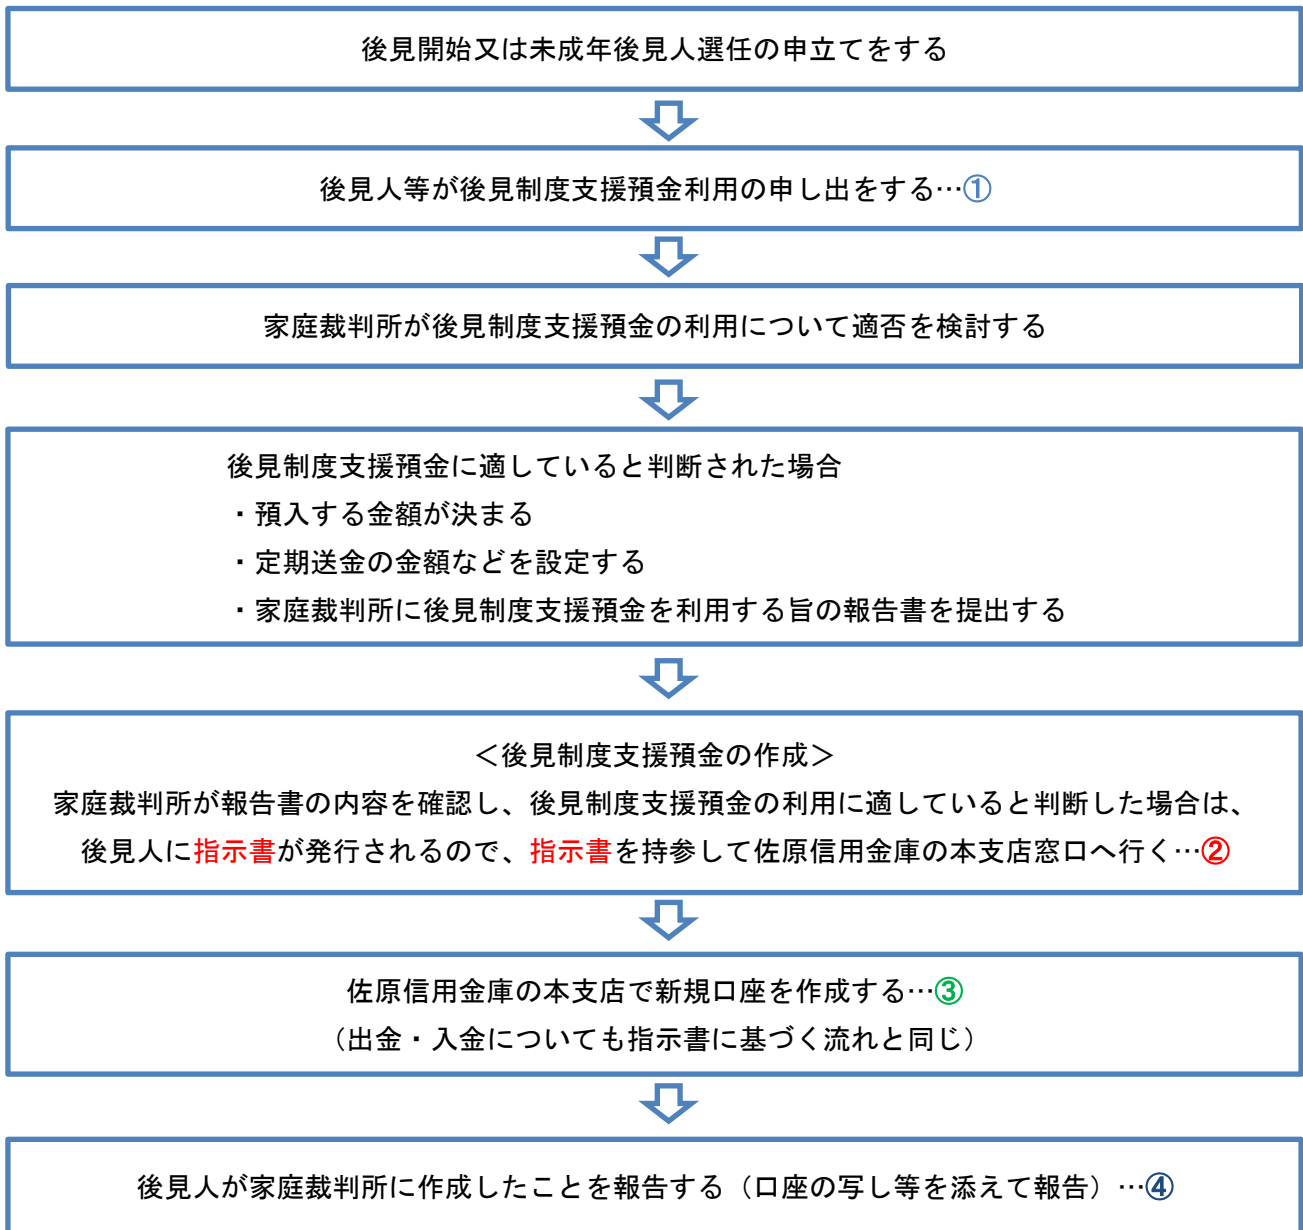 後見開始又は未成年後見人選任の申立てをする
後見人等が後見制度支援預金利用の申し出をする…①
家庭裁判所が後見制度支援預金の利用について適否を検討する
後見制度支援預金に適していると判断された場合
・預入する金額が決まる
・定期送金の金額などを設定する
・家庭裁判所に後見制度支援預金を利用する旨の報告書を提出する
＜後見制度支援預金の作成＞
家庭裁判所が報告書の内容を確認し、後見制度支援預金の利用に適していると判断した場合は、
後見人に指示書が発行されるので、指示書を持参して佐原信用金庫の本支店窓口へ行く…②
佐原信用金庫の本支店で新規口座を作成する…③
（出金・入金についても指示書に基づく流れと同じ）
後見人が家庭裁判所に作成したことを報告する（口座の写し等を添えて報告）…④